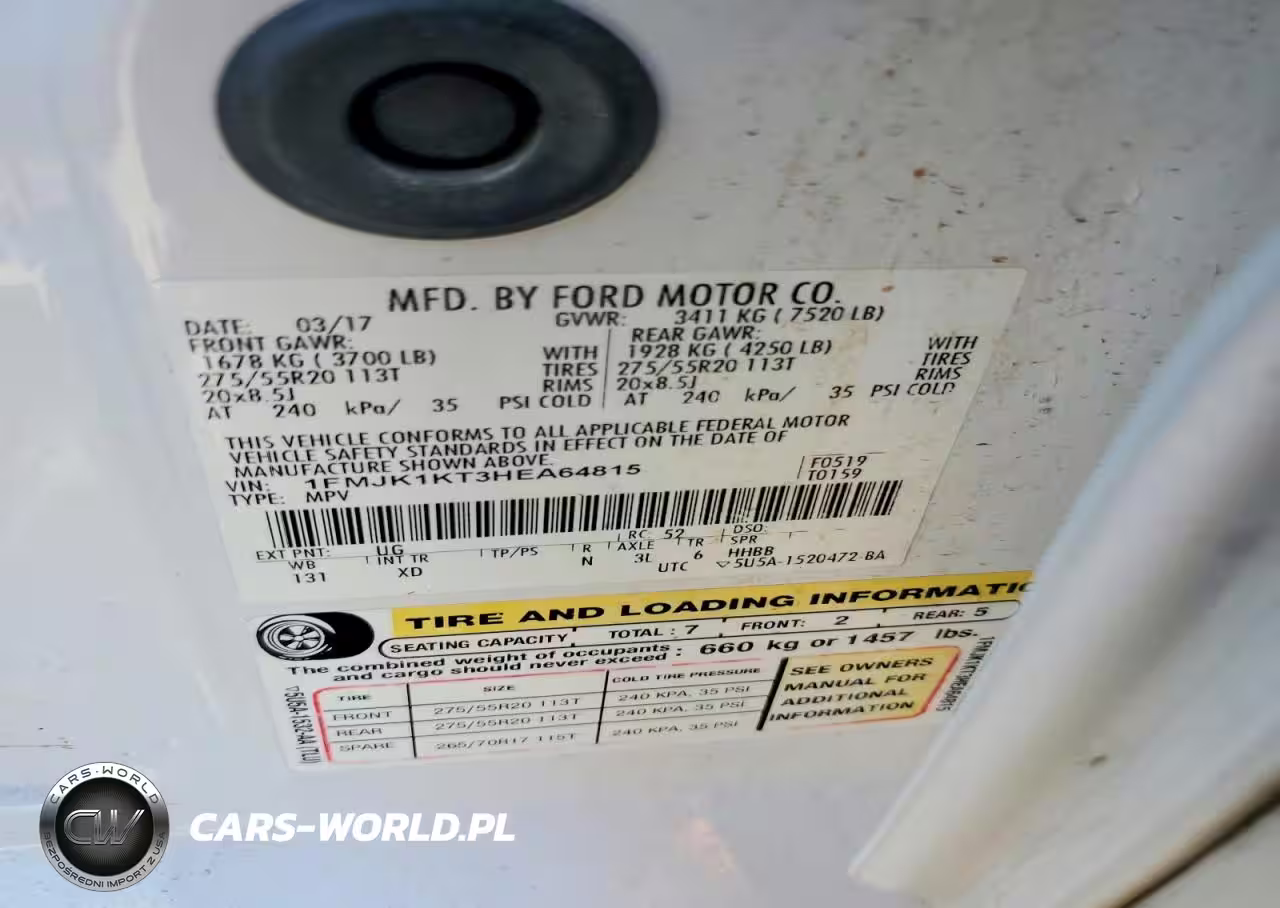 MFD. BY FORD MOTOR CO.
DATE: 03/17 GVWR: 3411 KG ( 7520 LB)
FRONT GAWR: REAR GAWR:
1678 KG ( 3700 LB) WITH 1928 KG ( 4250 LB) WITH
275/55R20 113T TIRES 275/55R20 113T TIRES
20x8.5J RIMS 20x8.5J RIMS
AT 240 kPa/ 35 PSI COLD AT 240 kPa/ 35 PSI COLD
THIS VEHICLE CONFORMS TO ALL APPLICABLE FEDERAL MOTOR
VEHICLE SAFETY STANDARDS IN EFFECT ON THE DATE OF
MANUFACTURE SHOWN ABOVE.
VIN: 1FMJK1KT3HEA64815 F0519
TYPE: MPV T0159
EXT PNT: UG RC: 52 DSO:
WB INT TR TP/PS R AXLE TR SPR
131 XD N 3L 6 HHBB
UTC ▽5U5A-1520472-BA
TIRE AND LOADING INFORMATIO
SEATING CAPACITY TOTAL : 7 FRONT: 2 REAR: 5
The combined weight of occupants
and cargo should never exceed : 660 kg or 1457 lbs.
TIRE SIZE COLD TIRE PRESSURE
FRONT 275/55R20 113T 240 KPA, 35 PSI
REAR 275/55R20 113T 240 KPA, 35 PSI
SPARE 265/70R17 115T 240 KPA, 35 PSI
SEE OWNERS
MANUAL FOR
ADDITIONAL
INFORMATION
CARS-WORLD
CW
BEZPOŚREDNI IMPORT Z USA
CARS-WORLD.PL